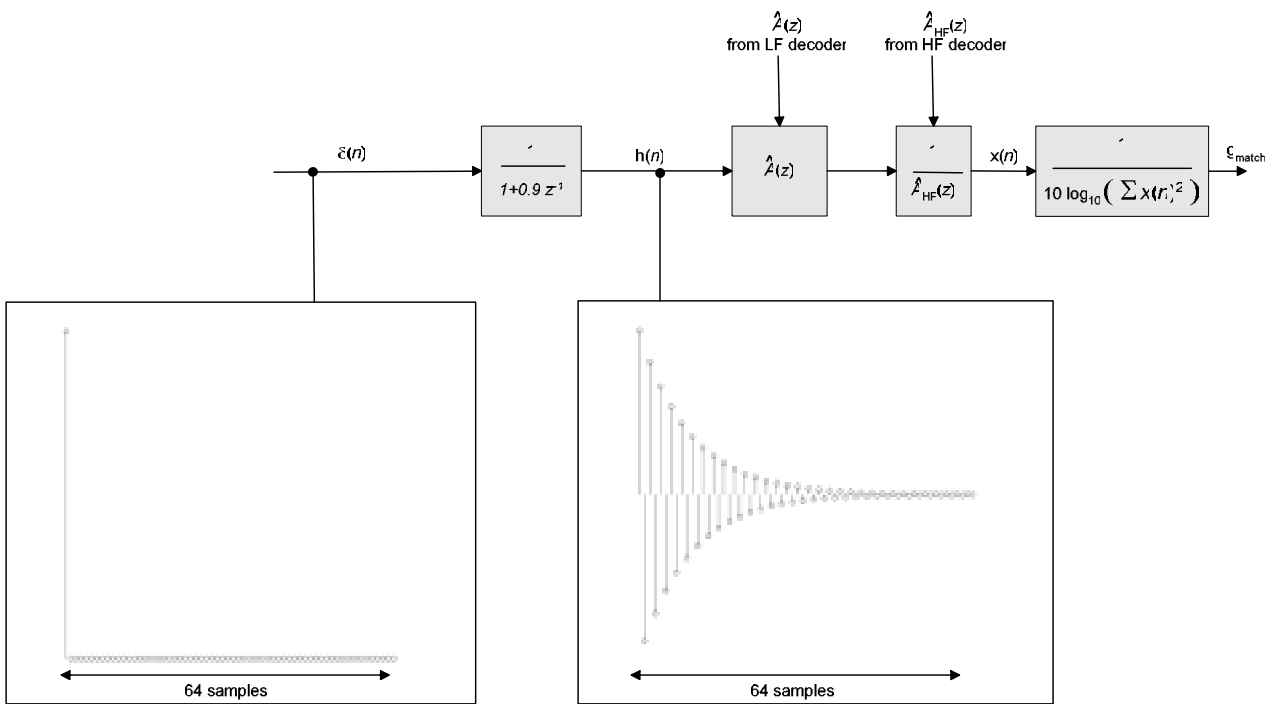 Â(z)
from LF decoder
Â_HF(z)
from HF decoder
δ(n)
1+0.9 z⁻¹
h(n)
Â(z)
Â_HF(z)
x(n)
10 log₁₀( ∑ x(n)² )
g_match
64 samples
64 samples